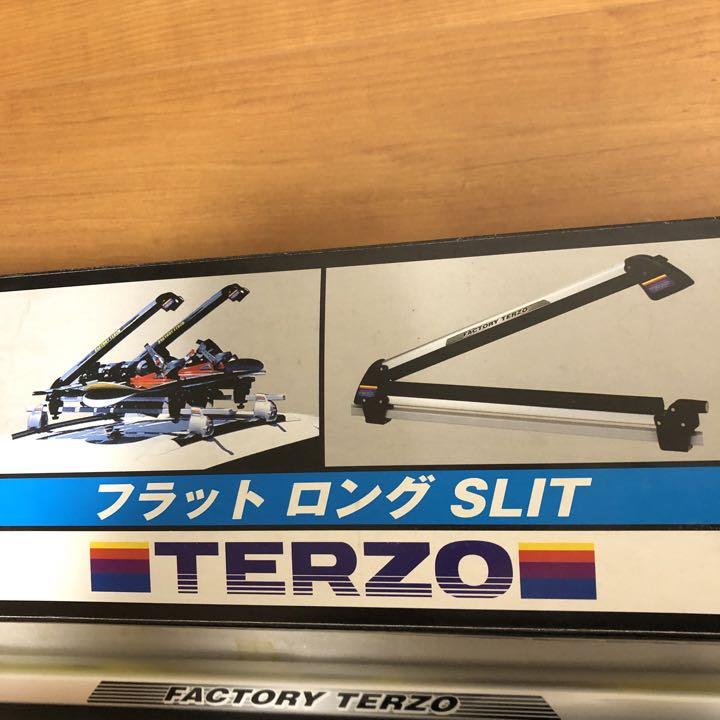 FACTORY TERZO
フラット ロング SLIT
TERZO
FACTORY TERZO